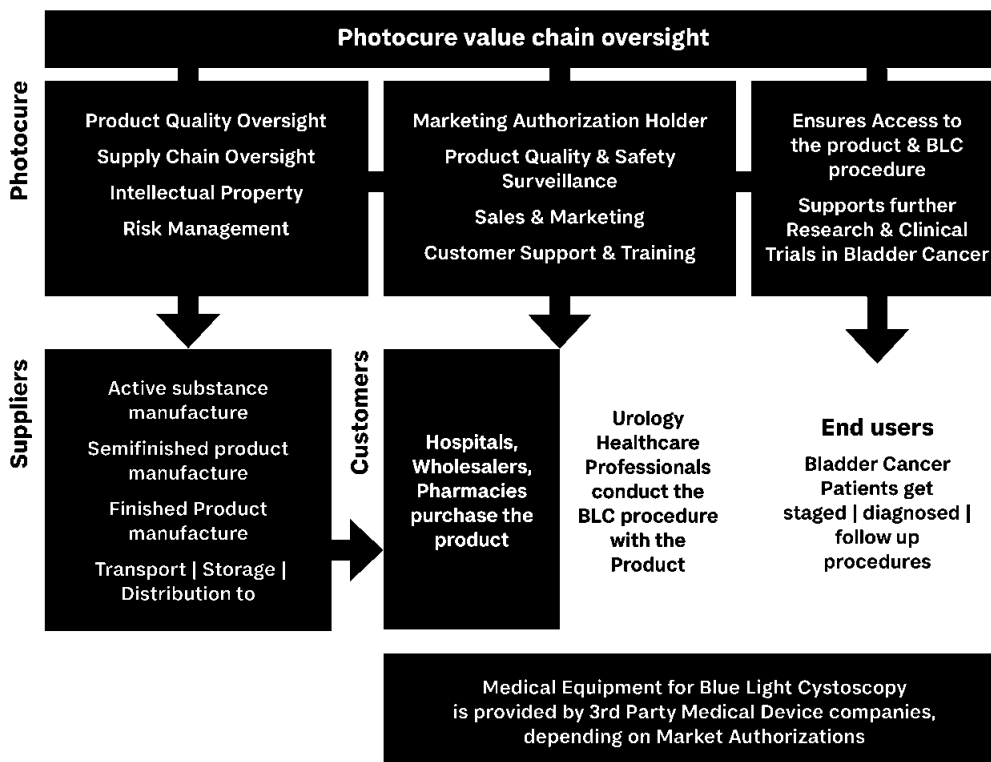 Photocure value chain oversight
Photocure
Product Quality Oversight
Supply Chain Oversight
Intellectual Property
Risk Management
Marketing Authorization Holder
Product Quality & Safety
Surveillance
Sales & Marketing
Customer Support & Training
Ensures Access to
the product & BLC
procedure
Supports further
Research & Clinical
Trials in Bladder Cancer
Suppliers
Active substance
manufacture
Semifinished product
manufacture
Finished Product
manufacture
Transport | Storage |
Distribution to
Customers
Hospitals,
Wholesalers,
Pharmacies
purchase the
product
Urology
Healthcare
Professionals
conduct the
BLC procedure
with the
Product
End users
Bladder Cancer
Patients get
staged | diagnosed |
follow up
procedures
Medical Equipment for Blue Light Cystoscopy
is provided by 3rd Party Medical Device companies,
depending on Market Authorizations